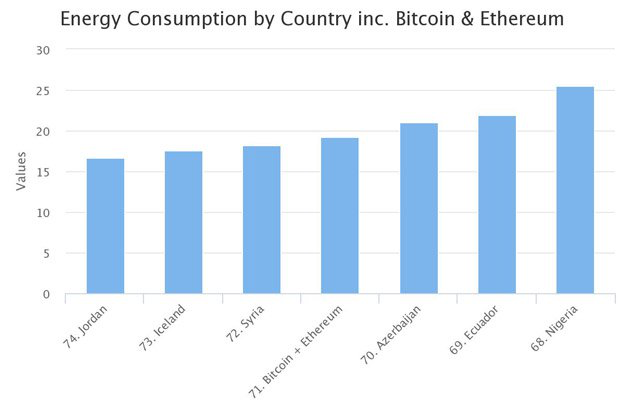 Energy Consumption by Country inc. Bitcoin & Ethereum
30
25
20
15
10
5
0
Values
74. Jordan
73. Iceland
72. Syria
71. Bitcoin + Ethereum
70. Azerbaijan
69. Ecuador
68. Nigeria